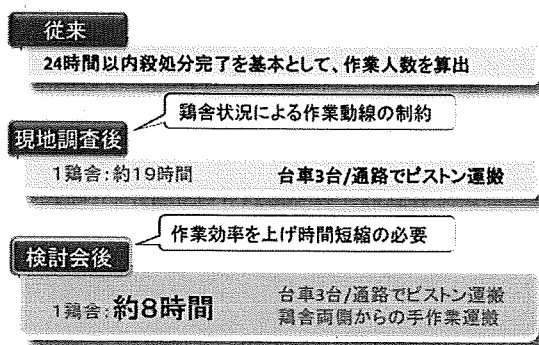 従来
24時間以内殺処分完了を基本として、作業人数を算出
鶏舎状況による作業動線の制約
現地調査後
1鶏舎:約19時間 台車3台/通路でピストン運搬
作業効率を上げ時間短縮の必要
検討会後
1鶏舎:約8時間
台車3台/通路でピストン運搬
鶏舎両側からの手作業運搬